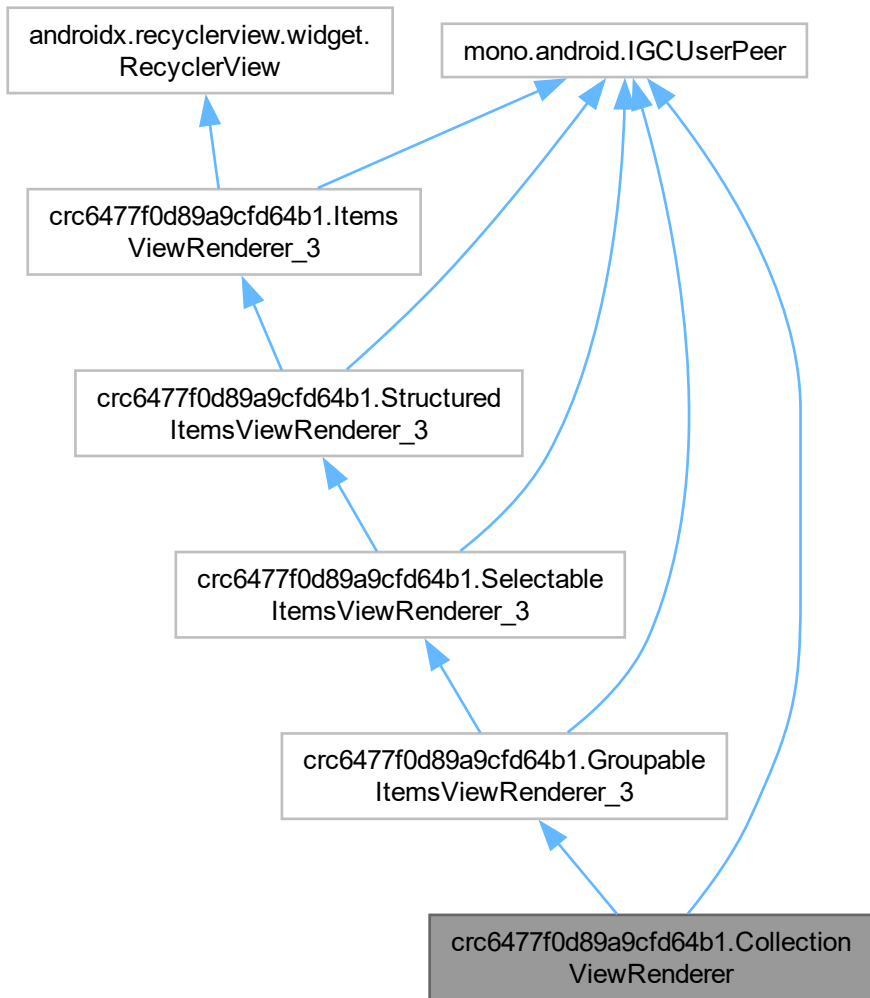 androidx.recyclerview.widget.
RecyclerView
mono.android.IGCUserPeer
crc6477f0d89a9cfd64b1.Items
ViewRenderer_3
crc6477f0d89a9cfd64b1.Structured
ItemsViewRenderer_3
crc6477f0d89a9cfd64b1.Selectable
ItemsViewRenderer_3
crc6477f0d89a9cfd64b1.Groupable
ItemsViewRenderer_3
crc6477f0d89a9cfd64b1.Collection
ViewRenderer